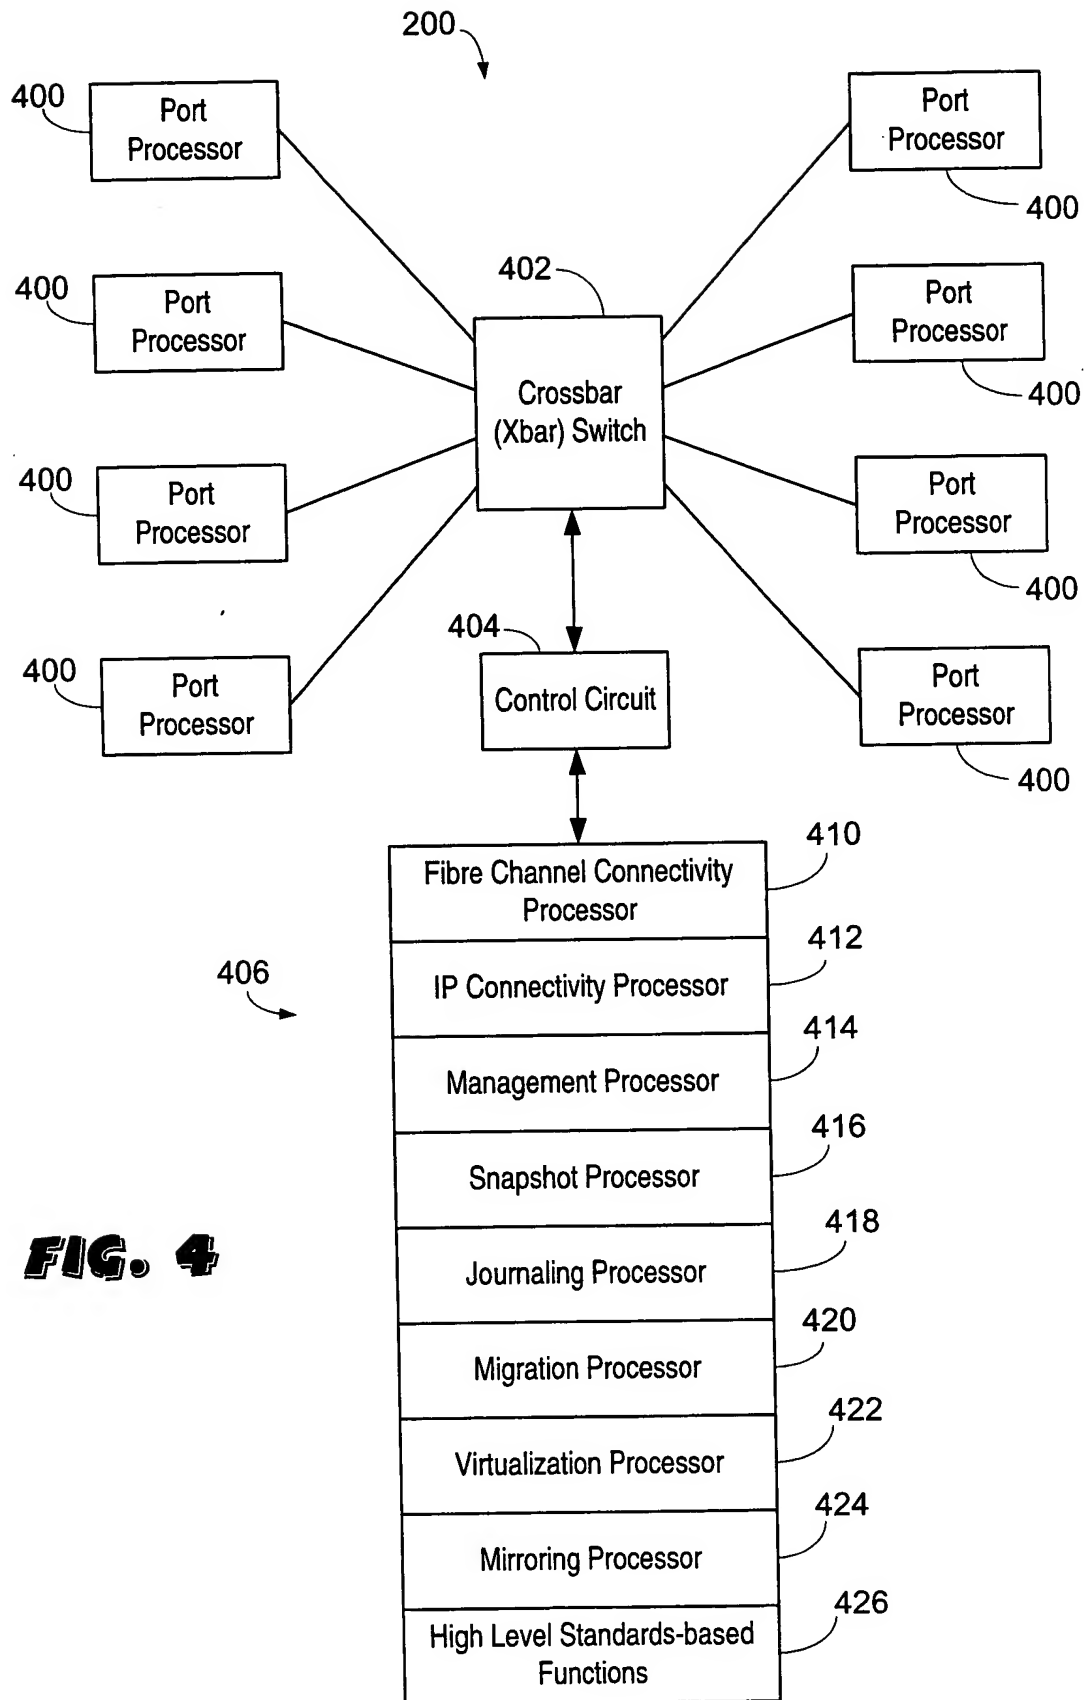 200
400
Port
Processor
Port
Processor
400
400
Port
Processor
402
Port
Processor
400
Crossbar
(Xbar) Switch
400
Port
Processor
Port
Processor
400
404
400
Port
Processor
Control Circuit
Port
Processor
400
410
Fibre Channel Connectivity
Processor
412
406
IP Connectivity Processor
414
Management Processor
416
Snapshot Processor
418
FIG. 4
Journaling Processor
420
Migration Processor
422
Virtualization Processor
424
Mirroring Processor
426
High Level Standards-based
Functions